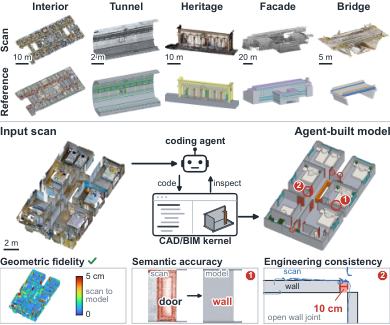 Interior Tunnel Heritage Facade Bridge
Scan
10 m 2 m 10 m 20 m 5 m
Reference
Input scan
coding agent
Agent-built model
code inspect
CAD/BIM kernel
2
1
2 m
Geometric fidelity ✓
5 cm
scan to
model
0
Semantic accuracy
scan model 1
door wall
Engineering consistency
scan 2
wall
10 cm
open wall joint